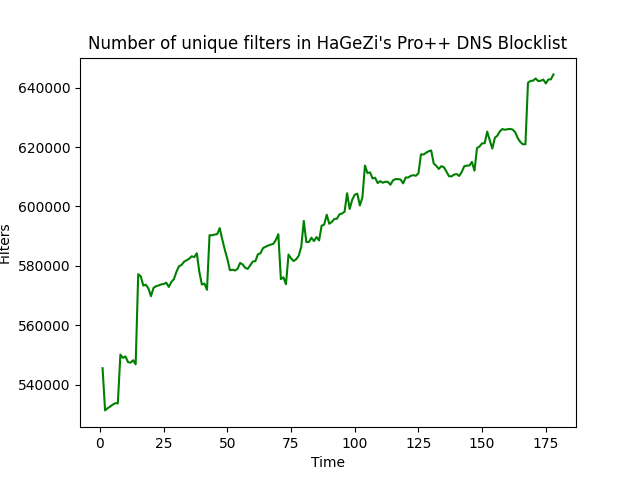 Number of unique filters in HaGeZi's Pro++ DNS Blocklist
640000
620000
600000
580000
560000
540000
Filters
0 25 50 75 100 125 150 175
Time